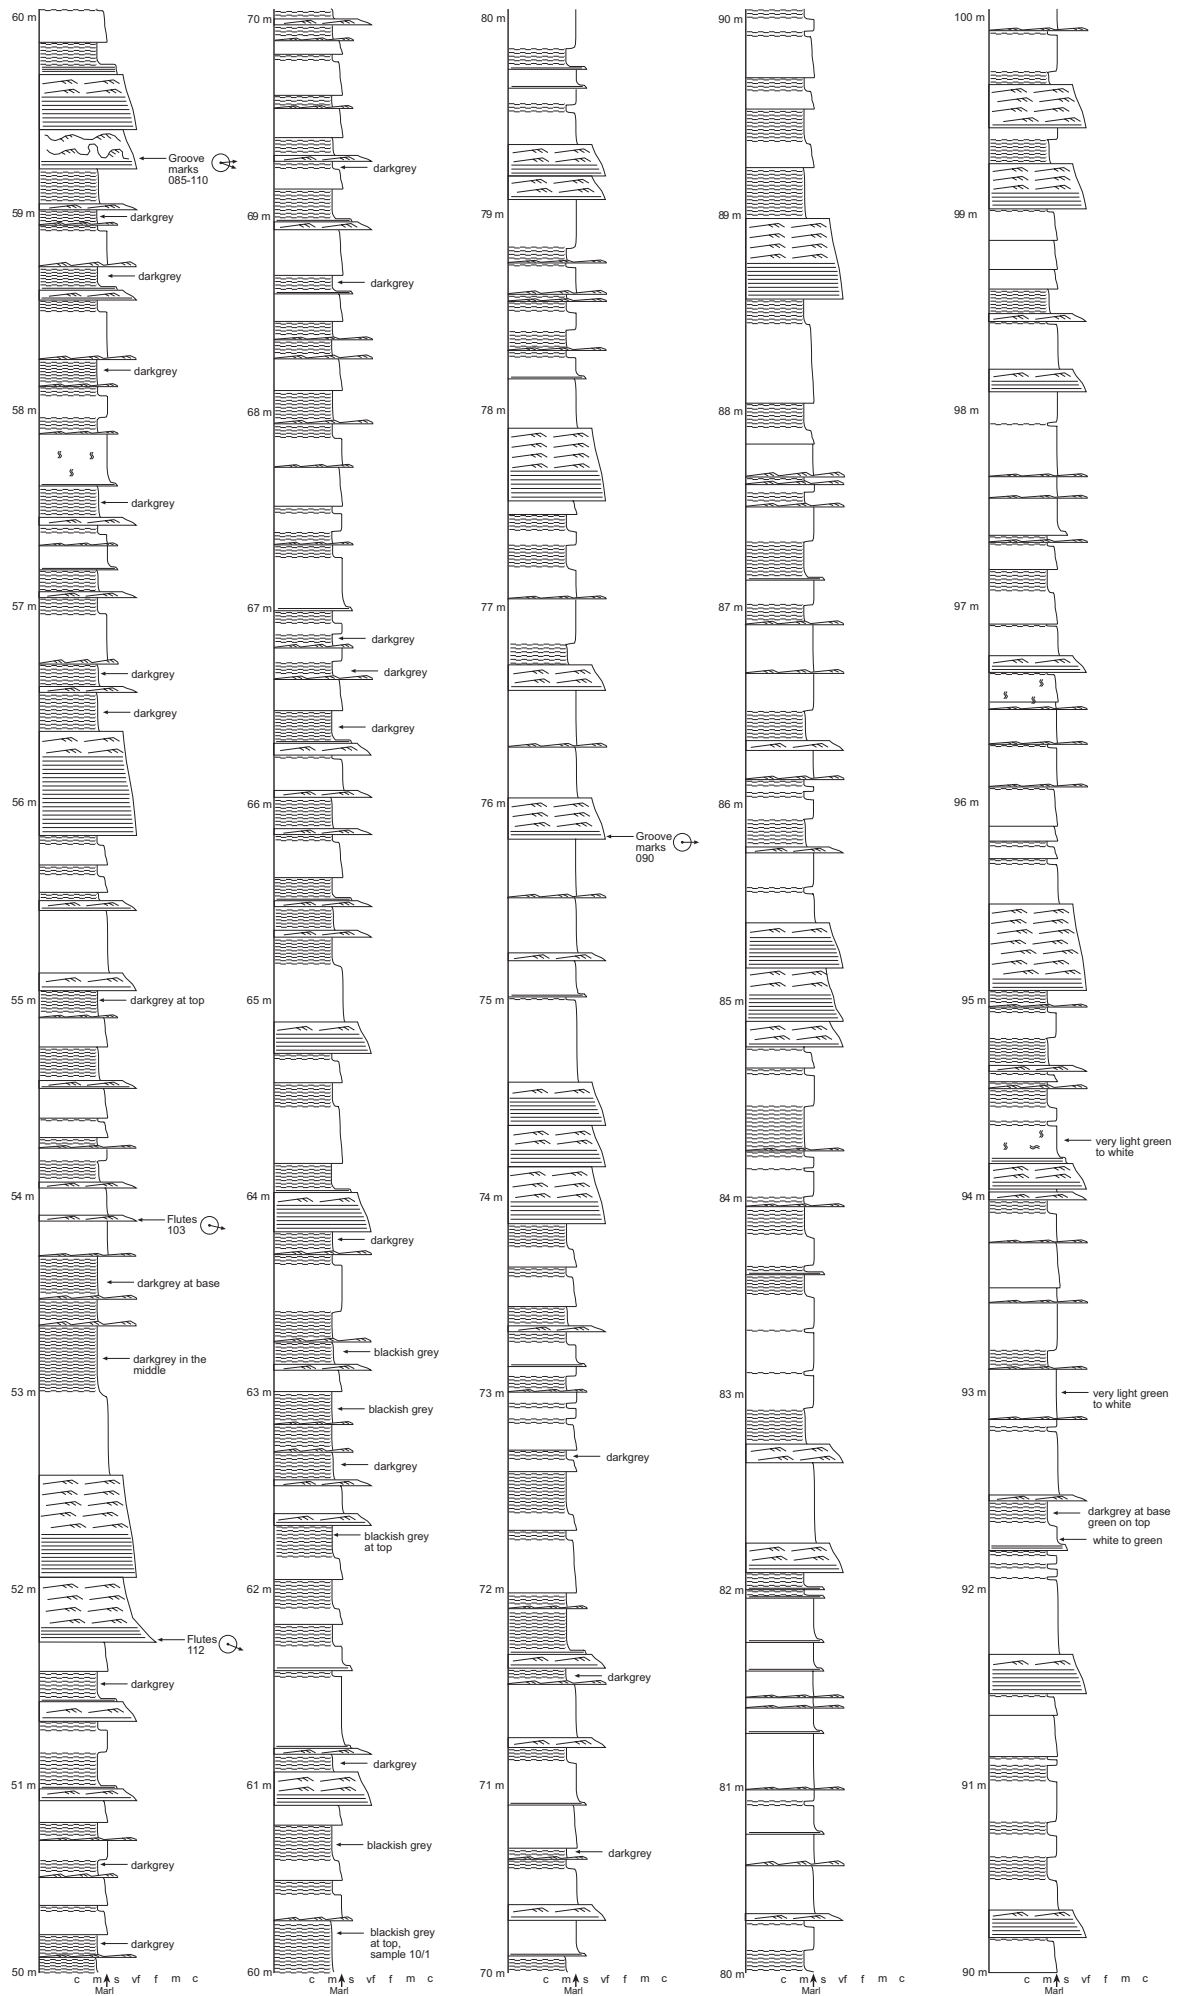 60 m
Groove
marks
085-110
59 m
darkgrey
darkgrey
darkgrey
58 m
darkgrey
57 m
darkgrey
darkgrey
56 m
55 m
darkgrey at top
54 m
Flutes
103
darkgrey at base
darkgrey in the
middle
53 m
52 m
Flutes
112
darkgrey
51 m
darkgrey
darkgrey
50 m
c m s vf f m c
Marl
70 m
darkgrey
69 m
darkgrey
68 m
67 m
darkgrey
darkgrey
darkgrey
66 m
65 m
64 m
darkgrey
blackish grey
63 m
blackish grey
darkgrey
blackish grey
at top
62 m
darkgrey
61 m
blackish grey
blackish grey
at top,
sample 10/1
60 m
c m s vf f m c
Marl
80 m
79 m
78 m
77 m
76 m
Groove
marks
090
75 m
74 m
73 m
darkgrey
72 m
darkgrey
71 m
darkgrey
70 m
c m s vf f m c
Marl
90 m
89 m
88 m
87 m
86 m
85 m
84 m
83 m
82 m
81 m
80 m
c m s vf f m c
Marl
100 m
99 m
98 m
97 m
96 m
95 m
very light green
to white
94 m
93 m
very light green
to white
darkgrey at base
green on top
white to green
92 m
91 m
90 m
c m s vf f m c
Marl